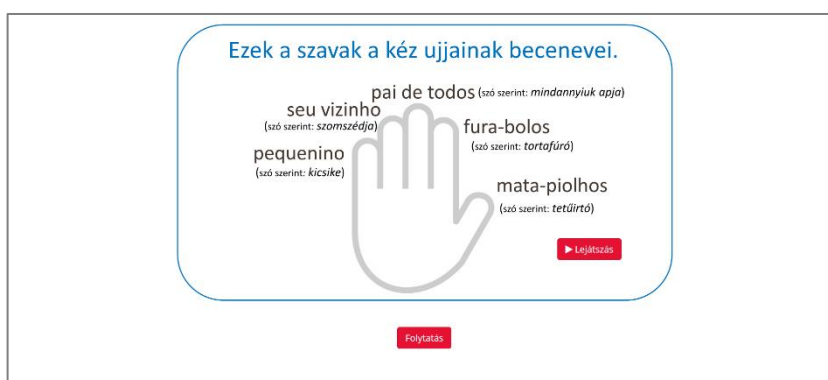 Ezek a szavak a kéz ujjainak becenevei.
pai de todos (szó szerint: mindannyiuk apja)
seu vizinho
(szó szerint: szomszédja)
fura-bolos
(szó szerint: tortafúró)
pequenino
(szó szerint: kicsike)
mata-piolhos
(szó szerint: tetűirtó)
▶ Lejátszás
Folytatás